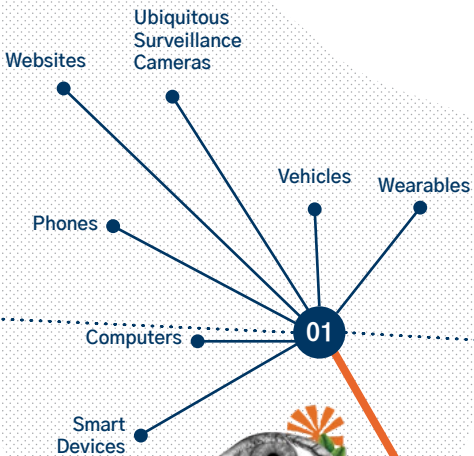 Ubiquitous
Surveillance
Cameras
Websites
Vehicles
Wearables
Phones
01
Computers
Smart
Devices